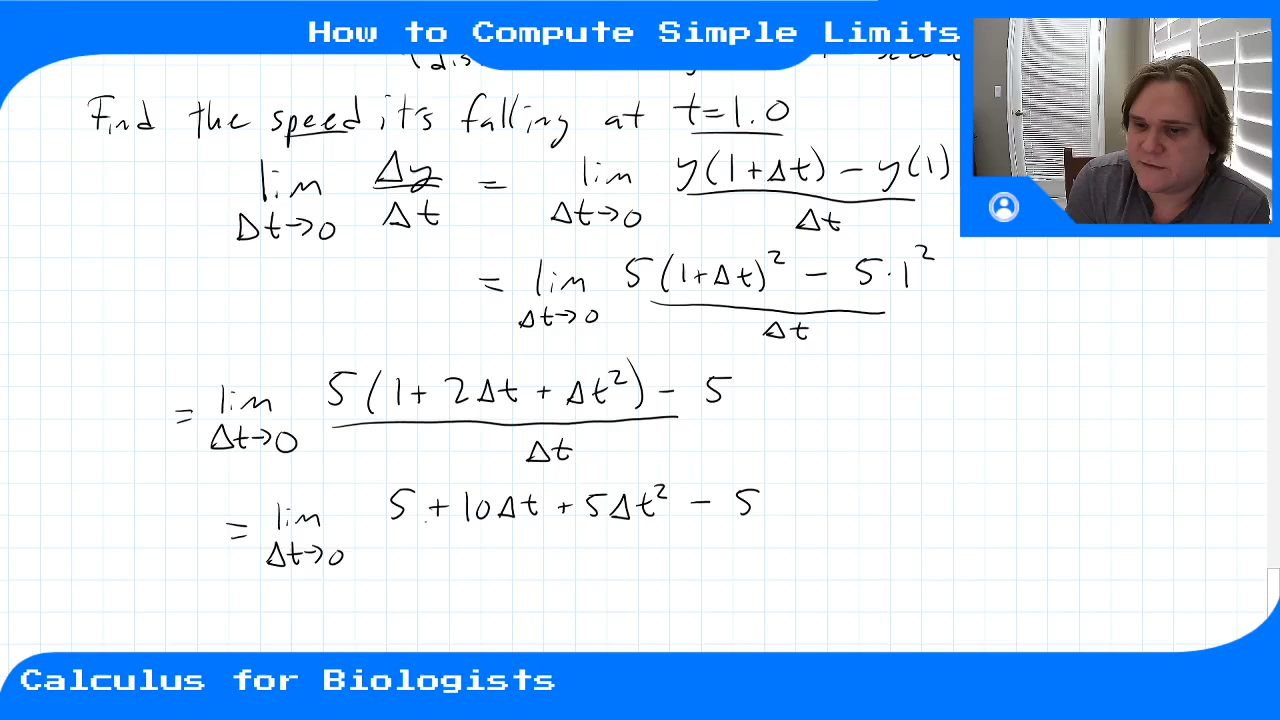 How to Compute Simple Limits
(dis
Find the speed it's falling at t=1.0
lim Δt→0 Δy/Δt = lim Δt→0 (y(1+Δt) − y(1))/Δt
= lim Δt→0 (5(1+Δt)² − 5·1²)/Δt
= lim Δt→0 (5(1+2Δt+Δt²) − 5)/Δt
= lim Δt→0 5+10Δt+5Δt² − 5
Calculus for Biologists